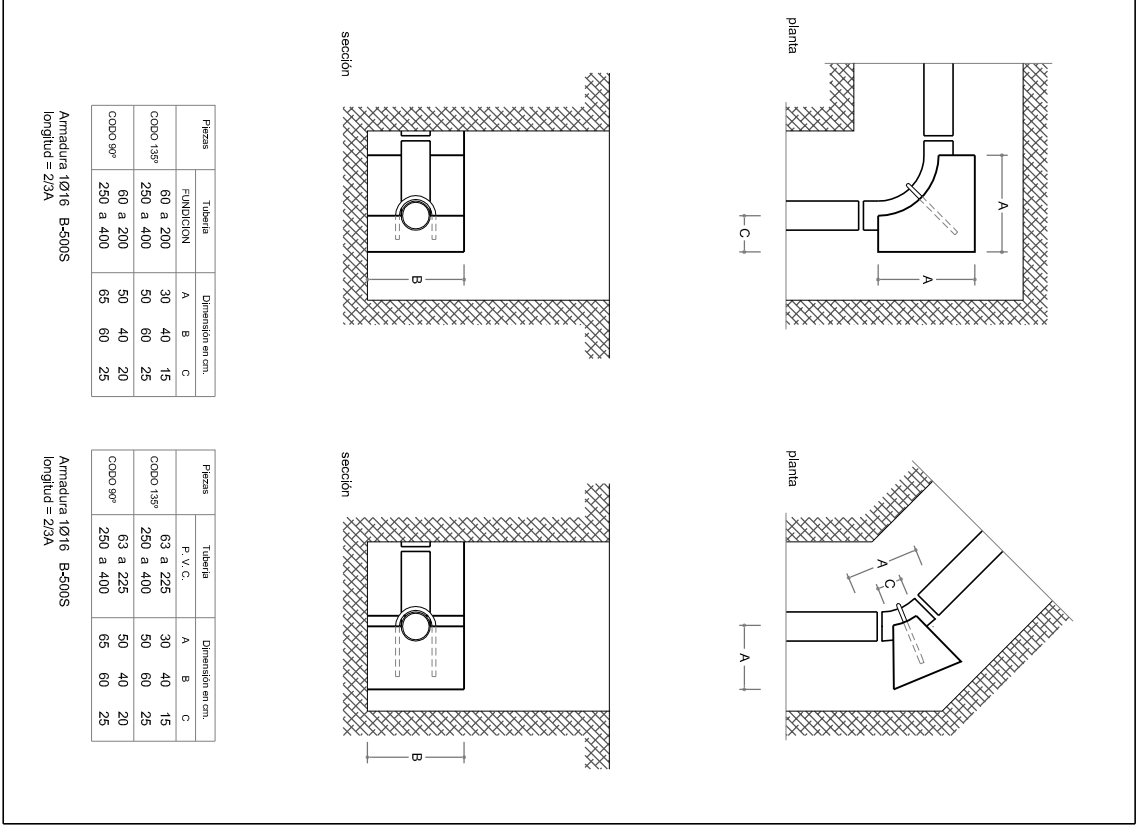 planta
A
A
C
sección
B
Piezas Tubería Dimensión en cm.
FUNDICION A B C
CODO 135º 60 a 200 30 40 15
250 a 400 50 60 25
CODO 90º 60 a 200 50 40 20
250 a 400 65 60 25
Armadura 1Ø16 B-500S
longitud = 2/3A
planta
A
C
A
sección
B
Piezas Tubería Dimensión en cm.
P.V.C. A B C
CODO 135º 63 a 225 30 40 15
250 a 400 50 60 25
CODO 90º 63 a 225 50 40 20
250 a 400 65 60 25
Armadura 1Ø16 B-500S
longitud = 2/3A